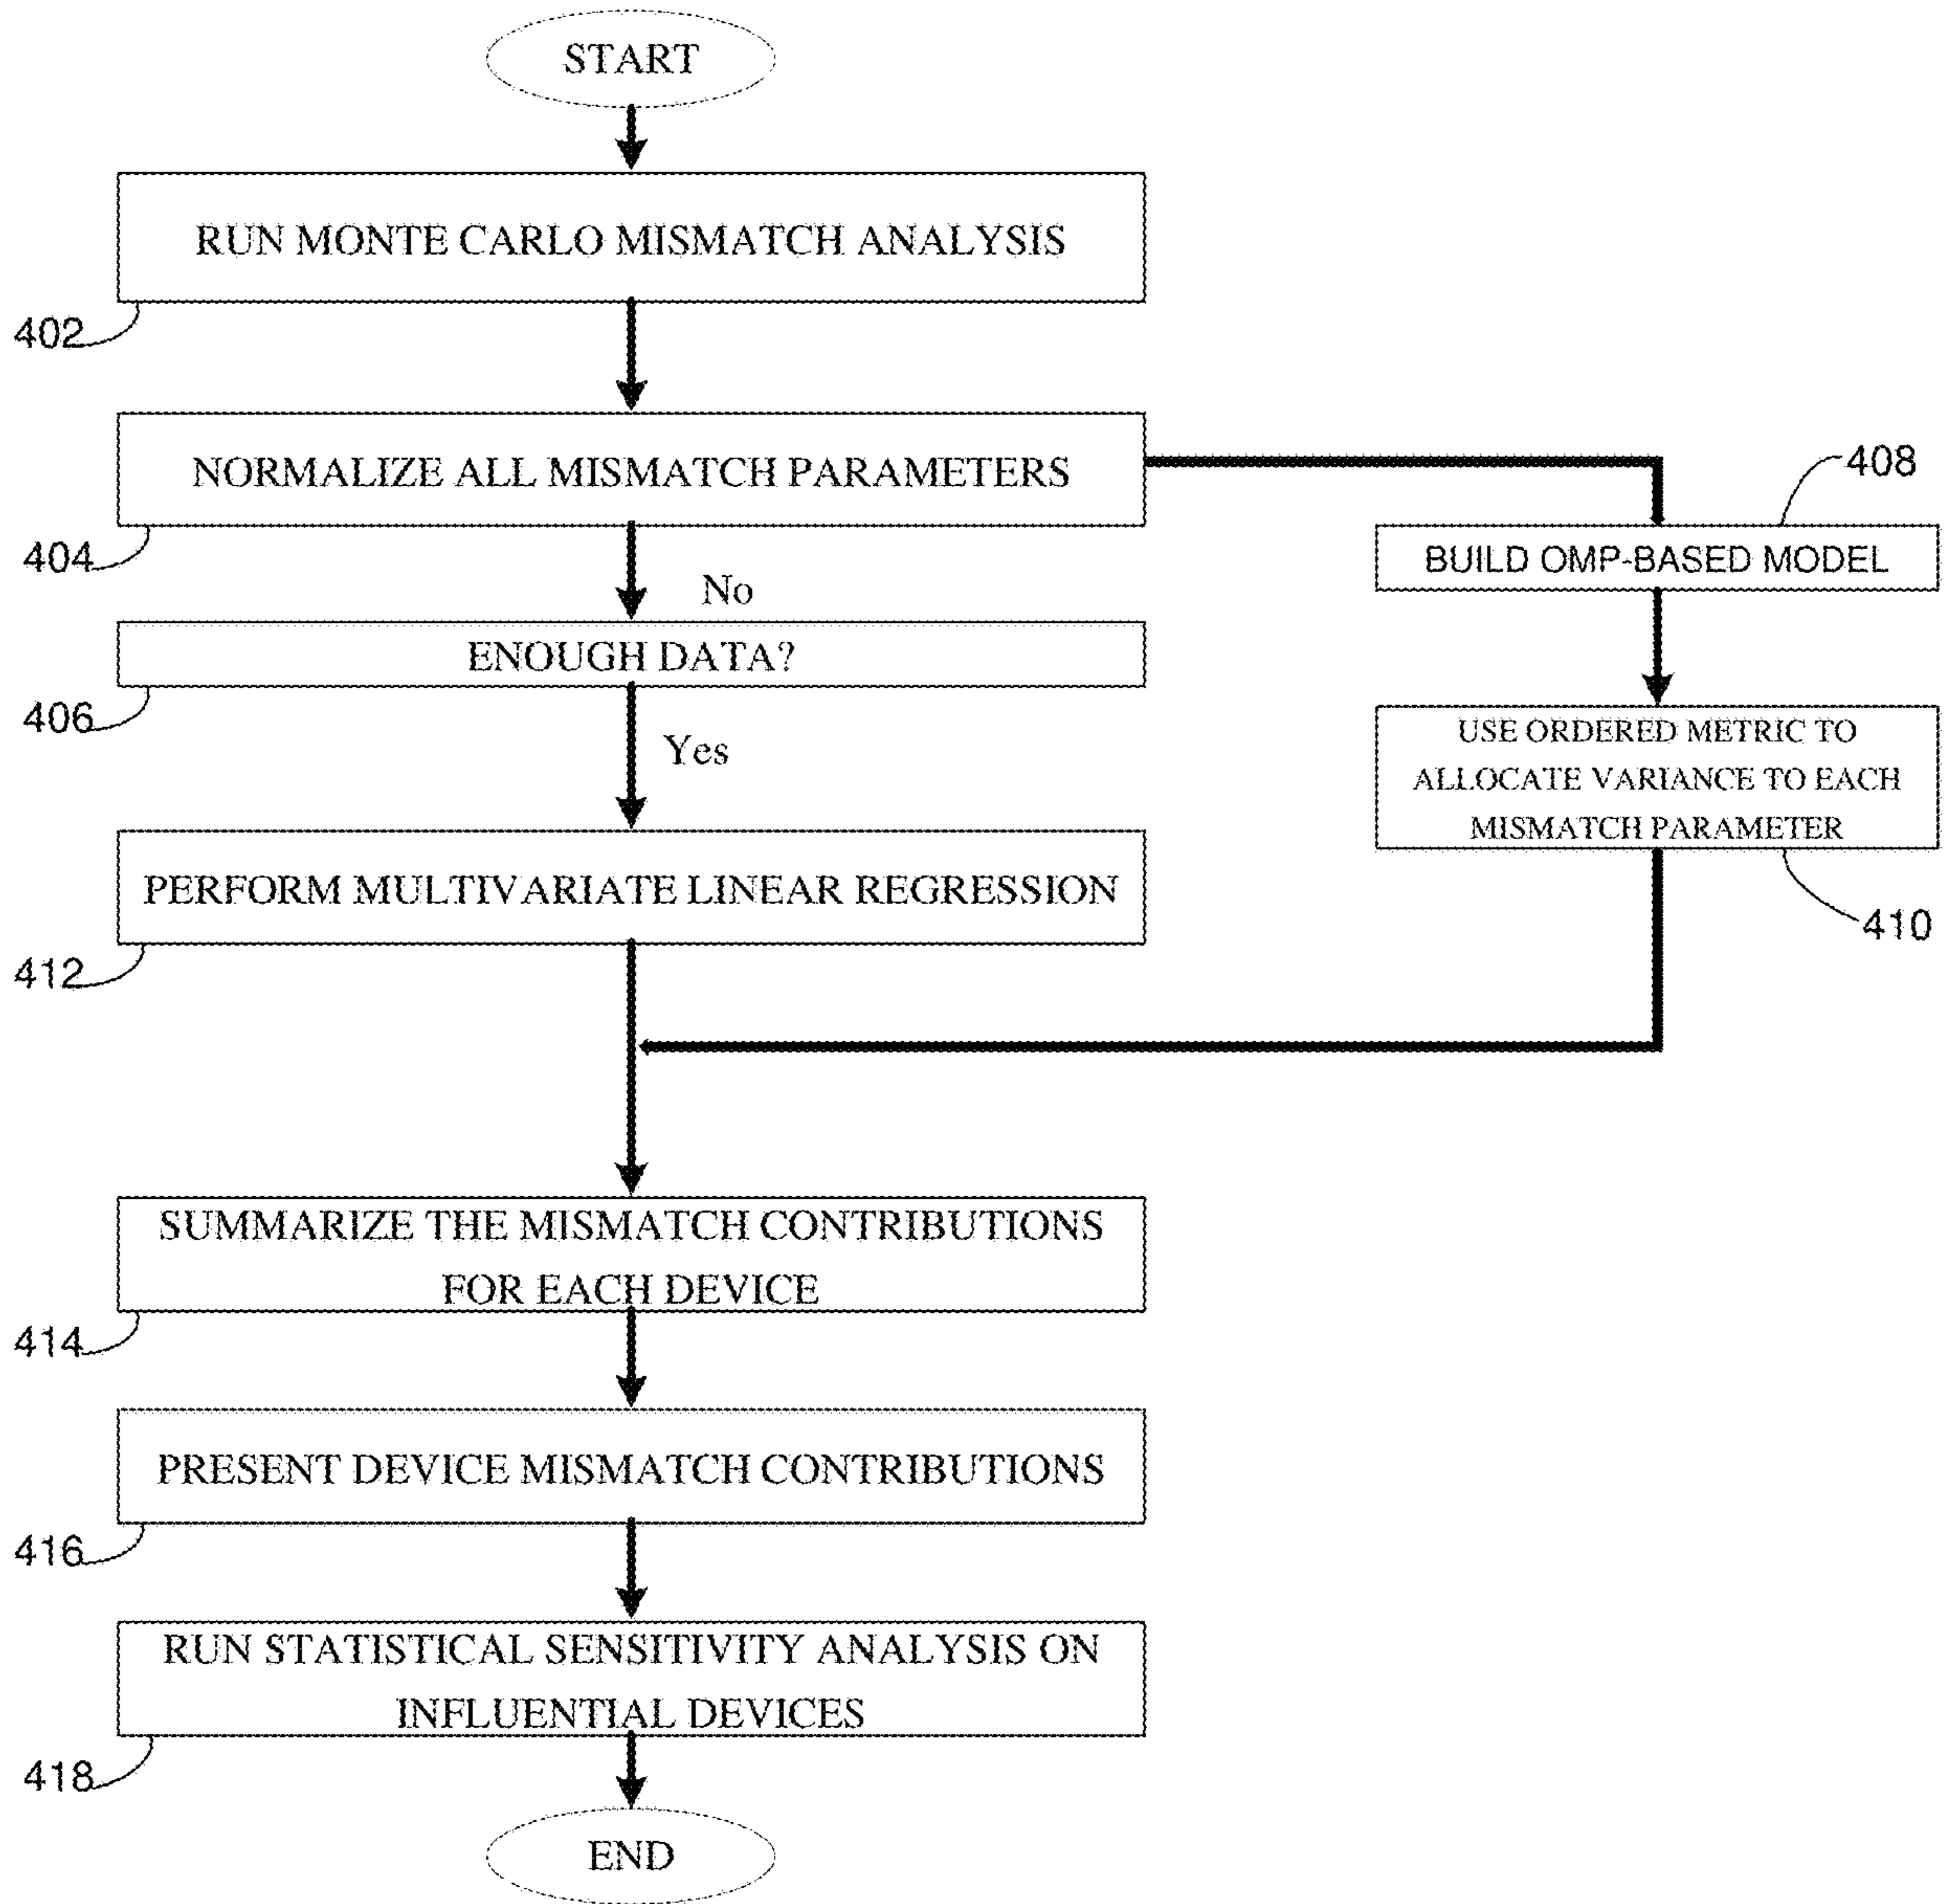 START
RUN MONTE CARLO MISMATCH ANALYSIS
402
NORMALIZE ALL MISMATCH PARAMETERS
404
408
BUILD OMP-BASED MODEL
No
ENOUGH DATA?
406
Yes
USE ORDERED METRIC TO
ALLOCATE VARIANCE TO EACH
MISMATCH PARAMETER
410
PERFORM MULTIVARIATE LINEAR REGRESSION
412
SUMMARIZE THE MISMATCH CONTRIBUTIONS
FOR EACH DEVICE
414
PRESENT DEVICE MISMATCH CONTRIBUTIONS
416
RUN STATISTICAL SENSITIVITY ANALYSIS ON
INFLUENTIAL DEVICES
418
END